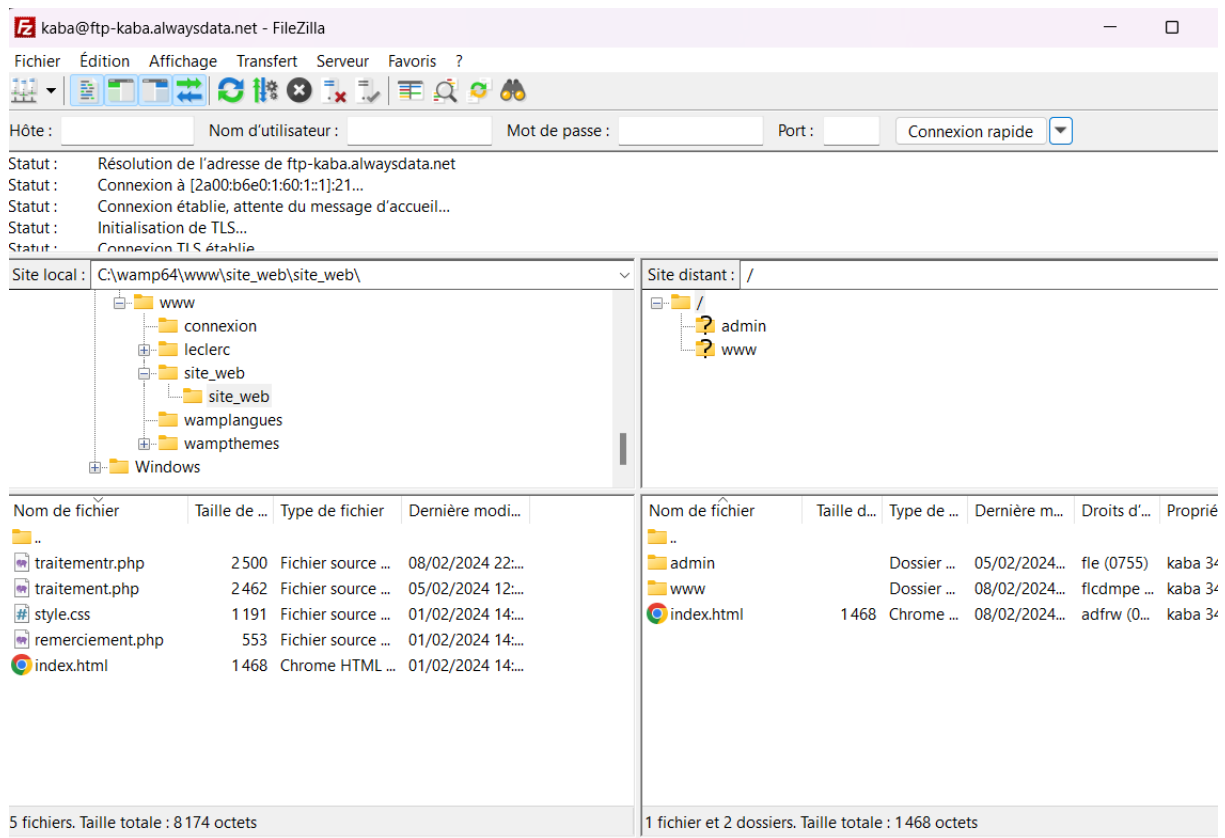 kaba@ftp-kaba.alwaysdata.net - FileZilla
Fichier Édition Affichage Transfert Serveur Favoris ?
Hôte : Nom d'utilisateur : Mot de passe : Port : Connexion rapide
Statut : Résolution de l'adresse de ftp-kaba.alwaysdata.net
Statut : Connexion à [2a00:b6e0:1:60:1::1]:21...
Statut : Connexion établie, attente du message d'accueil...
Statut : Initialisation de TLS...
Statut : Connexion TLS établie
Site local : C:\wamp64\www\site_web\site_web\
www
connexion
leclerc
site_web
site_web
wamplangues
wampthemes
Windows
Site distant : /
/
? admin
? www
Nom de fichier Taille de ... Type de fichier Dernière modi...
..
traitementr.php 2 500 Fichier source ... 08/02/2024 22:...
traitement.php 2 462 Fichier source ... 05/02/2024 12:...
style.css 1 191 Fichier source ... 01/02/2024 14:...
remerciement.php 553 Fichier source ... 01/02/2024 14:...
index.html 1 468 Chrome HTML ... 01/02/2024 14:...
5 fichiers. Taille totale : 8 174 octets
Nom de fichier Taille d... Type de ... Dernière m... Droits d'... Proprié
..
admin Dossier ... 05/02/2024... fle (0755) kaba 34
www Dossier ... 08/02/2024... flcdmpe ... kaba 34
index.html 1 468 Chrome ... 08/02/2024... adfrw (0... kaba 34
1 fichier et 2 dossiers. Taille totale : 1 468 octets